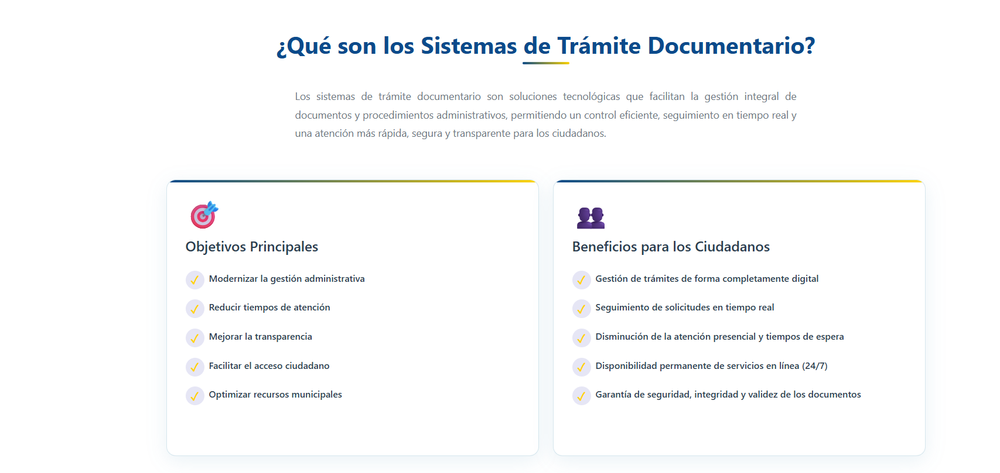 ¿Qué son los Sistemas de Trámite Documentario?
Los sistemas de trámite documentario son soluciones tecnológicas que facilitan la gestión integral de
documentos y procedimientos administrativos, permitiendo un control eficiente, seguimiento en tiempo real y
una atención más rápida, segura y transparente para los ciudadanos.
Objetivos Principales
Modernizar la gestión administrativa
Reducir tiempos de atención
Mejorar la transparencia
Facilitar el acceso ciudadano
Optimizar recursos municipales
Beneficios para los Ciudadanos
Gestión de trámites de forma completamente digital
Seguimiento de solicitudes en tiempo real
Disminución de la atención presencial y tiempos de espera
Disponibilidad permanente de servicios en línea (24/7)
Garantía de seguridad, integridad y validez de los documentos